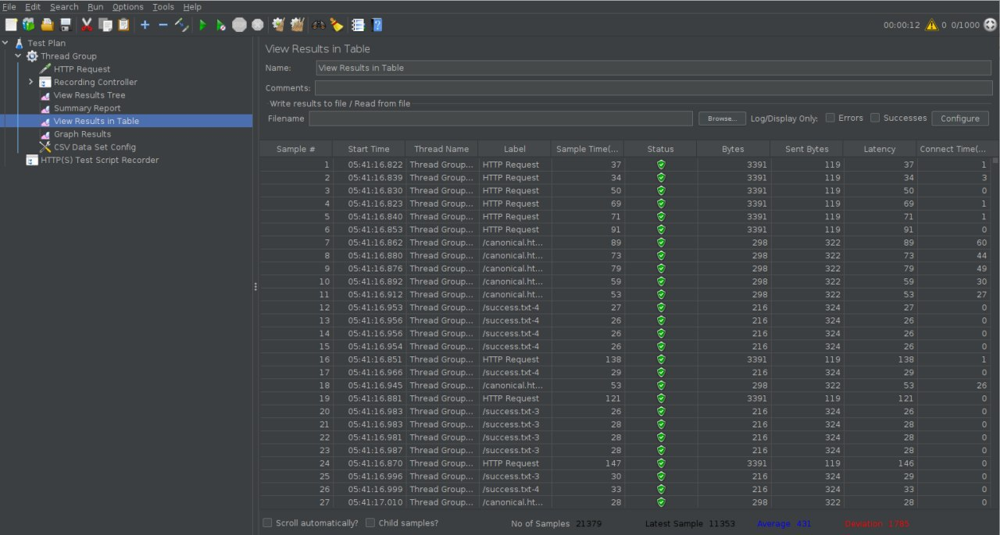 File Edit Search Run Options Tools Help
00:00:12 0 0/1000
Test Plan
Thread Group
HTTP Request
Recording Controller
View Results Tree
Summary Report
View Results in Table
Graph Results
CSV Data Set Config
HTTP(S) Test Script Recorder
View Results in Table
Name: View Results in Table
Comments:
Write results to file / Read from file
Filename Browse... Log/Display Only: Errors Successes Configure
Sample # Start Time Thread Name Label Sample Time(... Status Bytes Sent Bytes Latency Connect Time(...
1 05:41:16.822 Thread Group... HTTP Request 37 3391 119 37 1
2 05:41:16.839 Thread Group... HTTP Request 34 3391 119 34 3
3 05:41:16.830 Thread Group... HTTP Request 50 3391 119 50 0
4 05:41:16.823 Thread Group... HTTP Request 69 3391 119 69 1
5 05:41:16.840 Thread Group... HTTP Request 71 3391 119 71 1
6 05:41:16.853 Thread Group... HTTP Request 91 3391 119 91 0
7 05:41:16.862 Thread Group... /canonical.ht... 89 298 322 89 60
8 05:41:16.880 Thread Group... /canonical.ht... 73 298 322 73 44
9 05:41:16.876 Thread Group... /canonical.ht... 79 298 322 79 49
10 05:41:16.892 Thread Group... /canonical.ht... 59 298 322 59 30
11 05:41:16.912 Thread Group... /canonical.ht... 53 298 322 53 27
12 05:41:16.953 Thread Group... /success.txt-4 27 216 324 27 0
13 05:41:16.956 Thread Group... /success.txt-4 26 216 324 26 0
14 05:41:16.956 Thread Group... /success.txt-4 26 216 324 26 0
15 05:41:16.954 Thread Group... /success.txt-4 26 216 324 26 0
16 05:41:16.851 Thread Group... HTTP Request 138 3391 119 138 1
17 05:41:16.966 Thread Group... /success.txt-4 29 216 324 29 0
18 05:41:16.945 Thread Group... /canonical.ht... 53 298 322 53 26
19 05:41:16.881 Thread Group... HTTP Request 121 3391 119 121 0
20 05:41:16.983 Thread Group... /success.txt-3 26 216 324 26 0
21 05:41:16.983 Thread Group... /success.txt-3 28 216 324 28 0
22 05:41:16.981 Thread Group... /success.txt-3 28 216 324 28 0
23 05:41:16.987 Thread Group... /success.txt-3 28 216 324 28 0
24 05:41:16.870 Thread Group... HTTP Request 147 3391 119 146 0
25 05:41:16.996 Thread Group... /success.txt-3 30 216 324 29 0
26 05:41:16.999 Thread Group... /success.txt-4 33 216 324 33 0
27 05:41:17.010 Thread Group... /canonical.ht... 28 298 322 28 0
Scroll automatically? Child samples? No of Samples 21379 Latest Sample 11353 Average 431 Deviation 1785